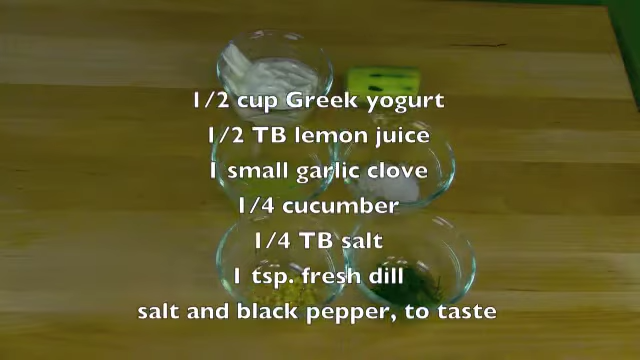 1/2 cup Greek yogurt
1/2 TB lemon juice
1 small garlic clove
1/4 cucumber
1/4 TB salt
1 tsp. fresh dill
salt and black pepper, to taste